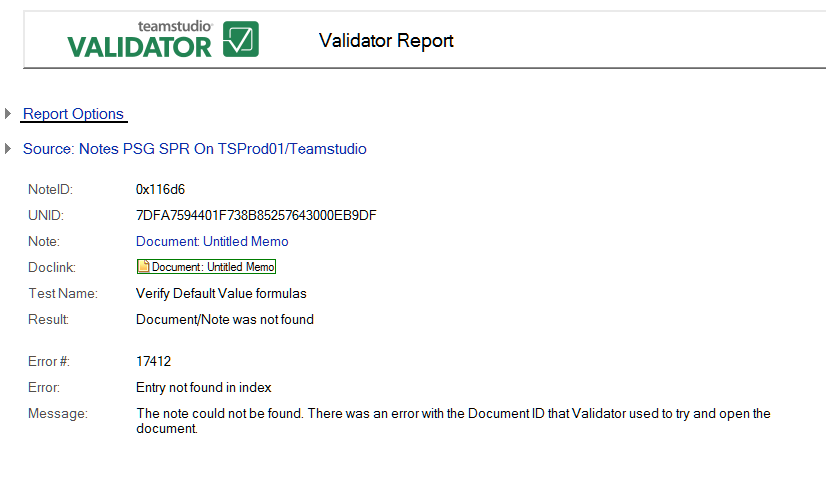 teamstudio
VALIDATOR
Validator Report
Report Options
Source: Notes PSG SPR On TSProd01/Teamstudio
NoteID: 0x116d6
UNID: 7DFA7594401F738B85257643000EB9DF
Note: Document: Untitled Memo
Doclink: Document: Untitled Memo
Test Name: Verify Default Value formulas
Result: Document/Note was not found
Error #: 17412
Error: Entry not found in index
Message: The note could not be found. There was an error with the Document ID that Validator used to try and open the
document.